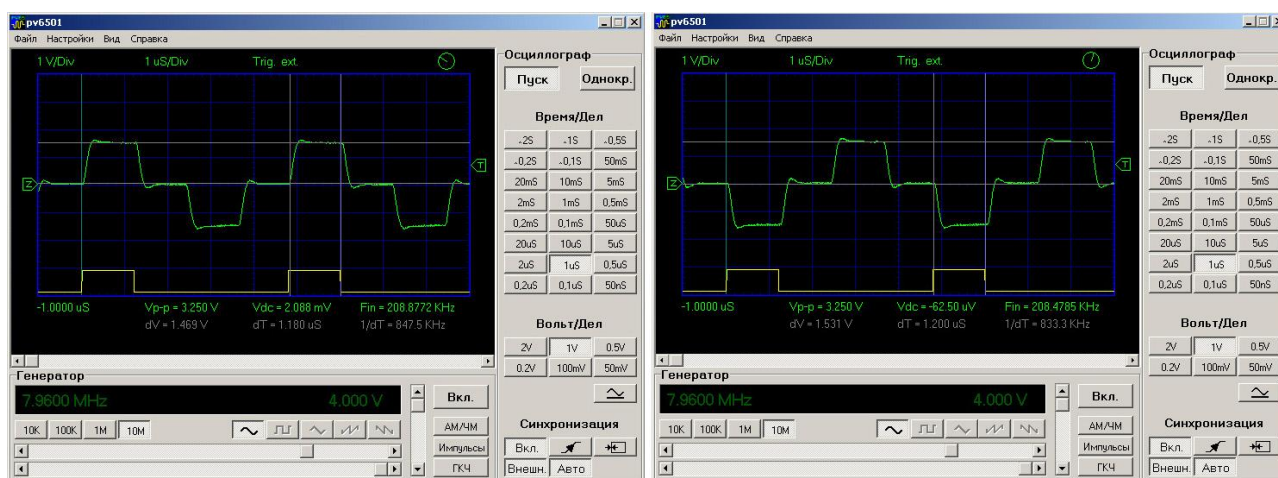 pv6501
Файл Настройки Вид Справка
1 V/Div 1 uS/Div Trig. ext.
T
Z
-1.0000 uS Vp-p = 3.250 V Vdc = 2.088 mV Fin = 208.8772 KHz
dV = 1.469 V dT = 1.180 uS 1/dT = 847.5 KHz
Осциллограф
Пуск Однокр.
Время/Дел
-2S -1S -0,5S
-0,2S -0,1S 50mS
20mS 10mS 5mS
2mS 1mS 0,5mS
0,2mS 0,1mS 50uS
20uS 10uS 5uS
2uS 1uS 0,5uS
0,2uS 0,1uS 50nS
Вольт/Дел
2V 1V 0.5V
0.2V 100mV 50mV
Синхронизация
Вкл.
Внешн. Авто
Генератор
7.9600 MHz 4.000 V
Вкл.
10K 100K 1M 10M
АМ/ЧМ
Импульсы
ГКЧ
pv6501
Файл Настройки Вид Справка
1 V/Div 1 uS/Div Trig. ext.
T
Z
-1.0000 uS Vp-p = 3.250 V Vdc = -62.50 uV Fin = 208.4785 KHz
dV = 1.531 V dT = 1.200 uS 1/dT = 833.3 KHz
Осциллограф
Пуск Однокр.
Время/Дел
-2S -1S -0,5S
-0,2S -0,1S 50mS
20mS 10mS 5mS
2mS 1mS 0,5mS
0,2mS 0,1mS 50uS
20uS 10uS 5uS
2uS 1uS 0,5uS
0,2uS 0,1uS 50nS
Вольт/Дел
2V 1V 0.5V
0.2V 100mV 50mV
Синхронизация
Вкл.
Внешн. Авто
Генератор
7.9600 MHz 4.000 V
Вкл.
10K 100K 1M 10M
АМ/ЧМ
Импульсы
ГКЧ